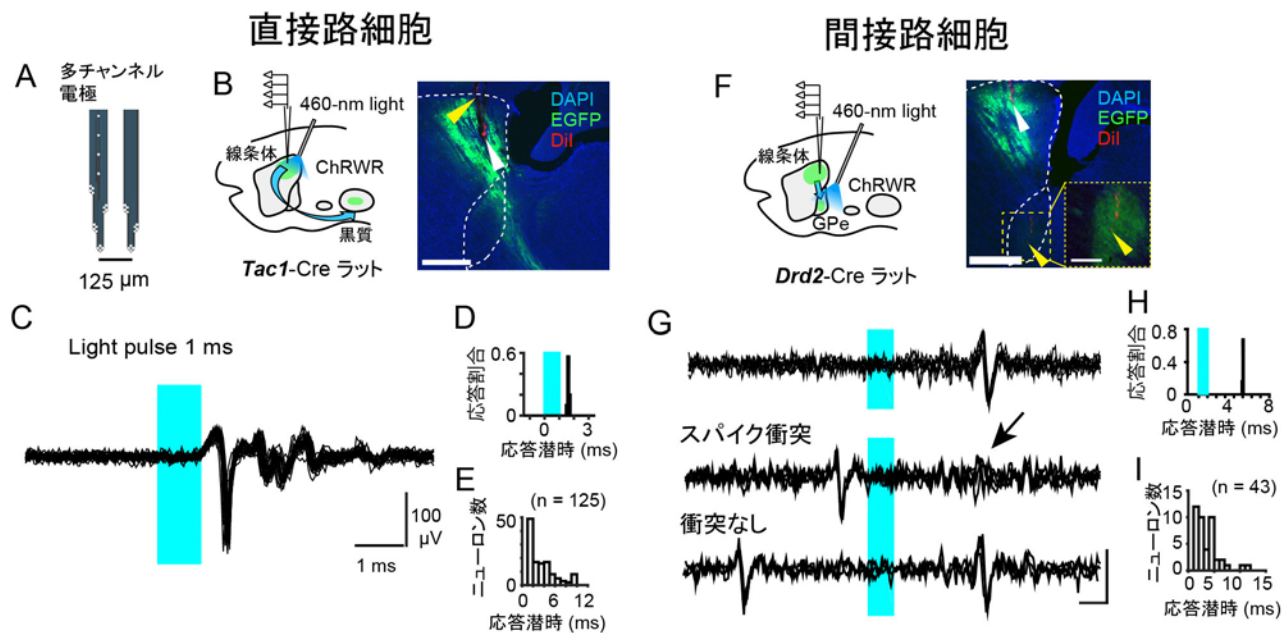 直接路細胞
間接路細胞
A
多チャンネル
電極
125 µm
B
460-nm light
線条体
ChRWR
黒質
Tac1-Cre ラット
DAPI
EGFP
DiI
F
460-nm light
線条体
ChRWR
GPe
Drd2-Cre ラット
DAPI
EGFP
DiI
C
Light pulse 1 ms
100
µV
1 ms
D
応答割合
0.6
0
0 3
応答潜時 (ms)
E
(n = 125)
ニューロン数
50
0
0 6 12
応答潜時 (ms)
G
スパイク衝突
衝突なし
H
応答割合
0.8
0.4
0
0 4 8
応答潜時 (ms)
I
(n = 43)
ニューロン数
15
10
5
0
0 5 10 15
応答潜時 (ms)